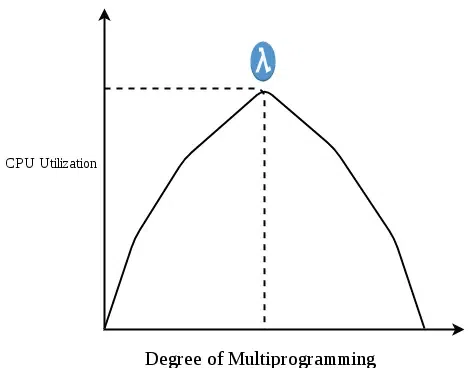 λ
CPU Utilization
Degree of Multiprogramming